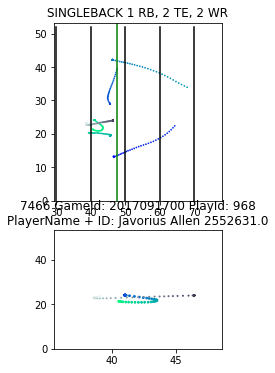 SINGLEBACK 1 RB, 2 TE, 2 WR
50
40
30
20
10
0
30 40 50 60 70
7466 GameId: 2017091700 PlayId: 968
PlayerName + ID: Javorius Allen 2552631.0
40
20
0
40 45